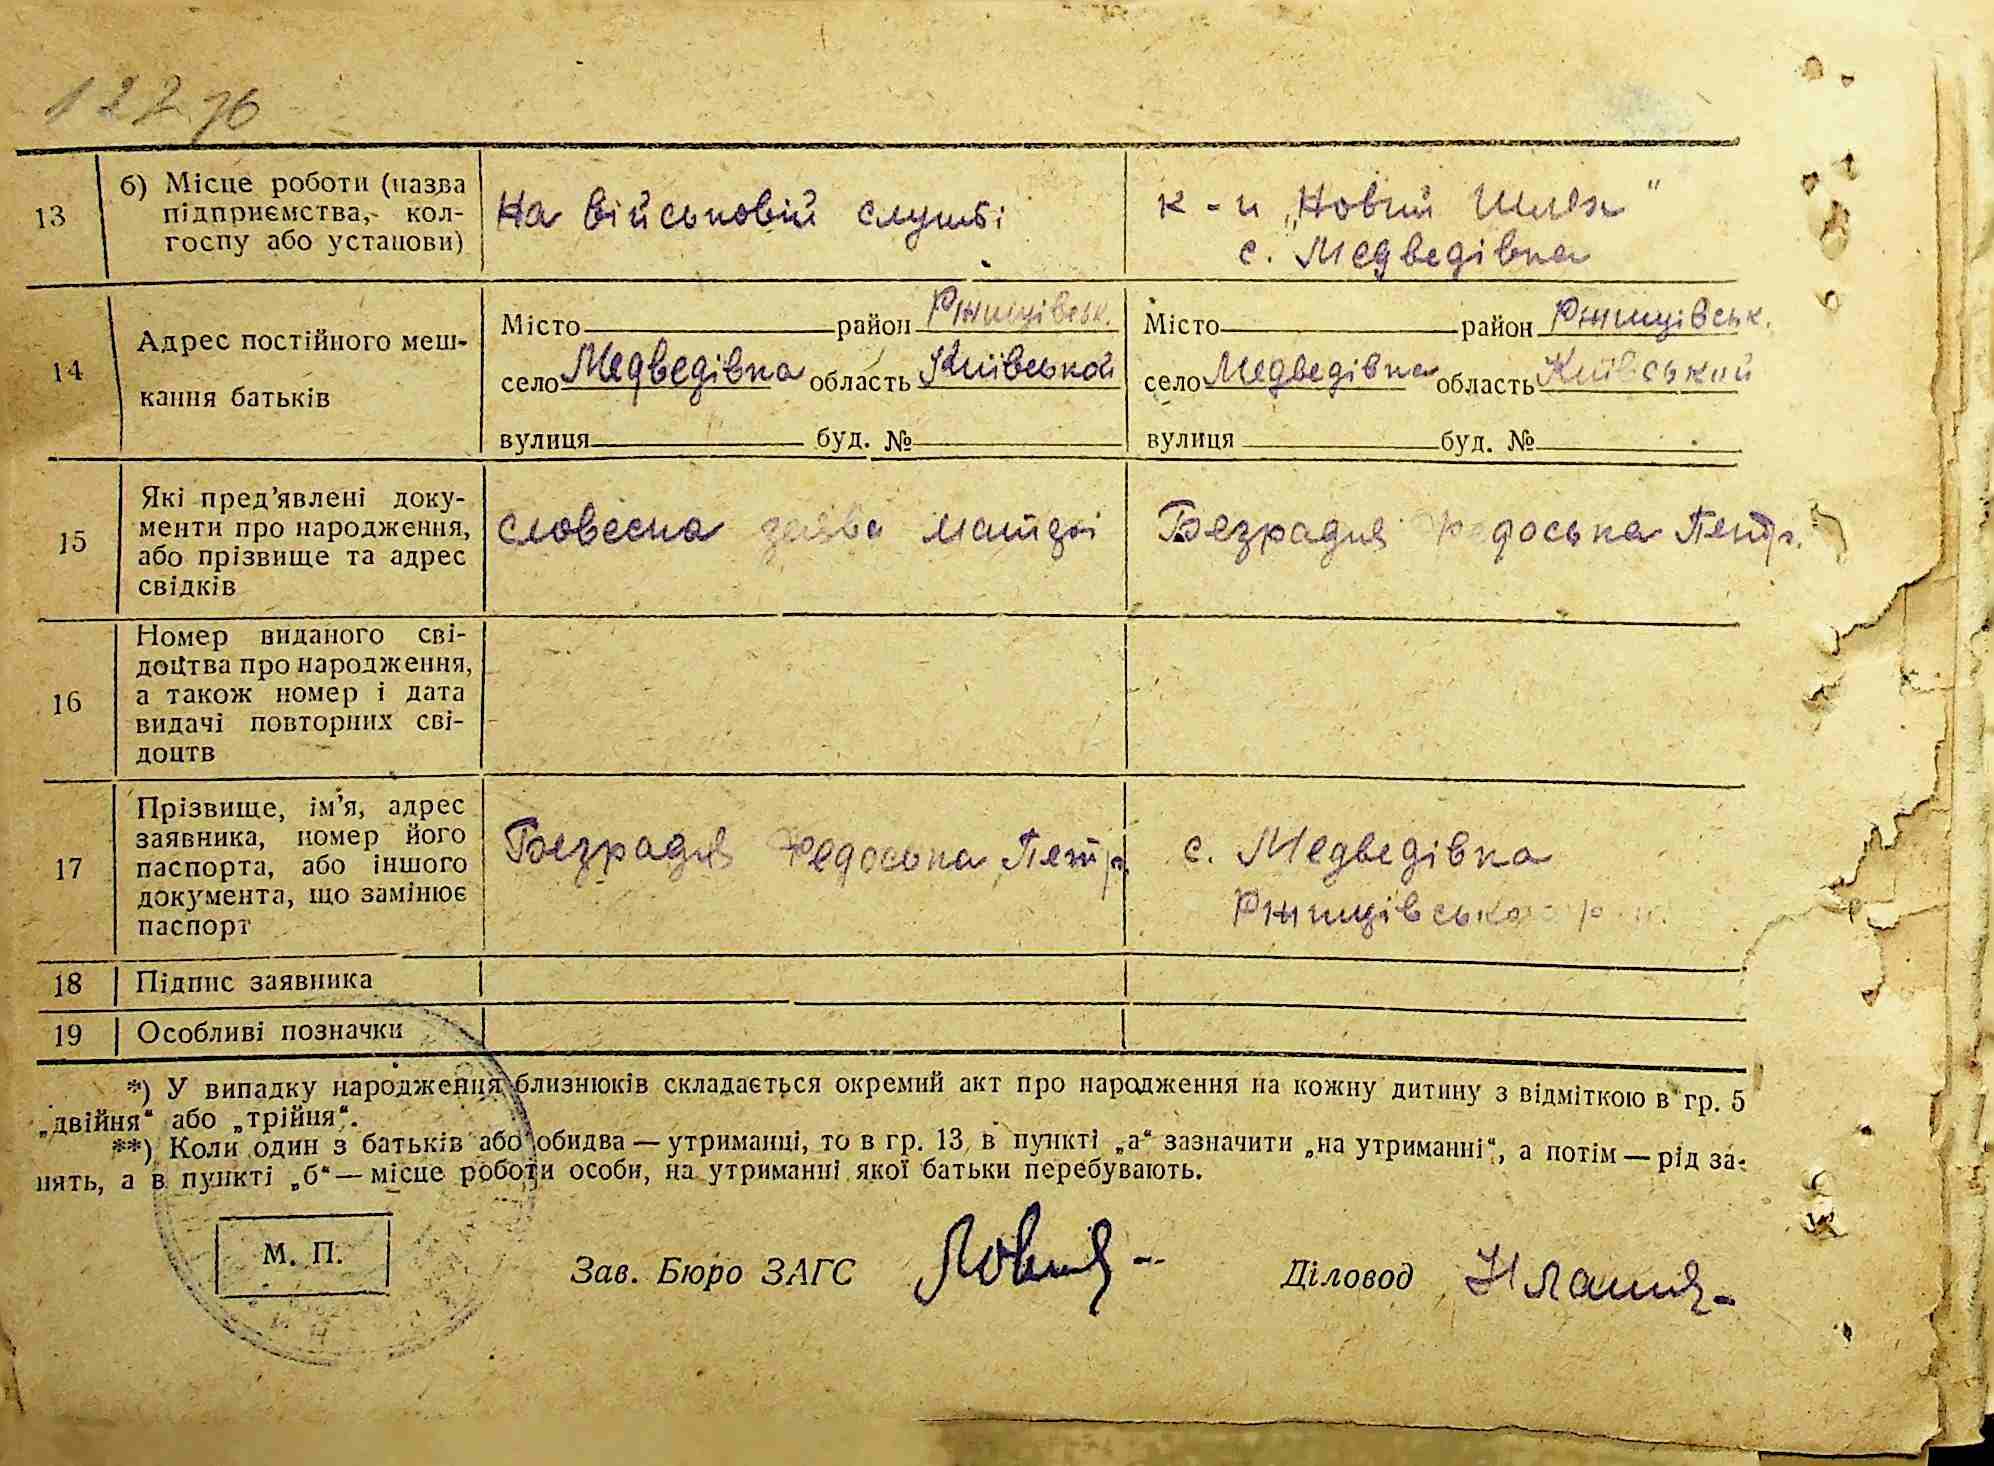 13
б) Місце роботи (назва
підприємства, кол-
госпу або установи)
На військовій службі
к-п „Новий Шлях"
с. Медведівка
14
Адрес постійного меш-
кання батьків
Місто район Ржищівськ.
село Медведівка область Київської
вулиця буд. №
Місто район Ржищівськ.
село Медведівка область Київський
вулиця буд. №
15
Які пред'явлені доку-
менти про народження,
або прізвище та адрес
свідків
словесна заява матері
Безрадня Федоська Петр.
16
Номер виданого сві-
доцтва про народження,
а також номер і дата
видачі повторних сві-
доцтв
17
Прізвище, ім'я, адрес
заявника, номер його
паспорта, або іншого
документа, що замінює
паспорт
Безрадня Федоська Петр.
с. Медведівка
Ржищівського р-н.
18 Підпис заявника
19 Особливі позначки
*) У випадку народження близнюків складається окремий акт про народження на кожну дитину з відміткою в гр. 5
„двійня" або „трійня".
**) Коли один з батьків або обидва — утриманці, то в гр. 13, в пункті „а" зазначити „на утриманні", а потім — рід за-
нять, а в пункті „б" — місце роботи особи, на утриманні якої батьки перебувають.
М. П.
Зав. Бюро ЗАГС
Діловод